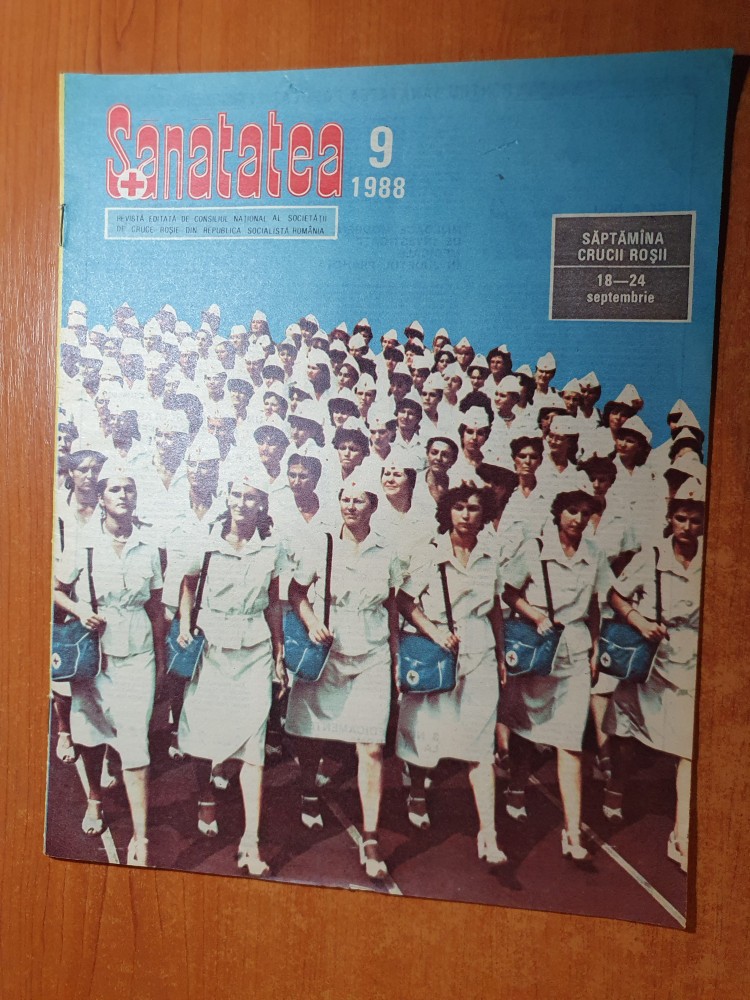 Sanatatea
9
1988
REVISTĂ EDITATĂ DE CONSILIUL NAȚIONAL AL SOCIETĂȚII
DE CRUCE ROȘIE DIN REPUBLICA SOCIALISTĂ ROMÂNIA
SĂPTĂMÎNA
CRUCII ROȘII
18—24
septembrie